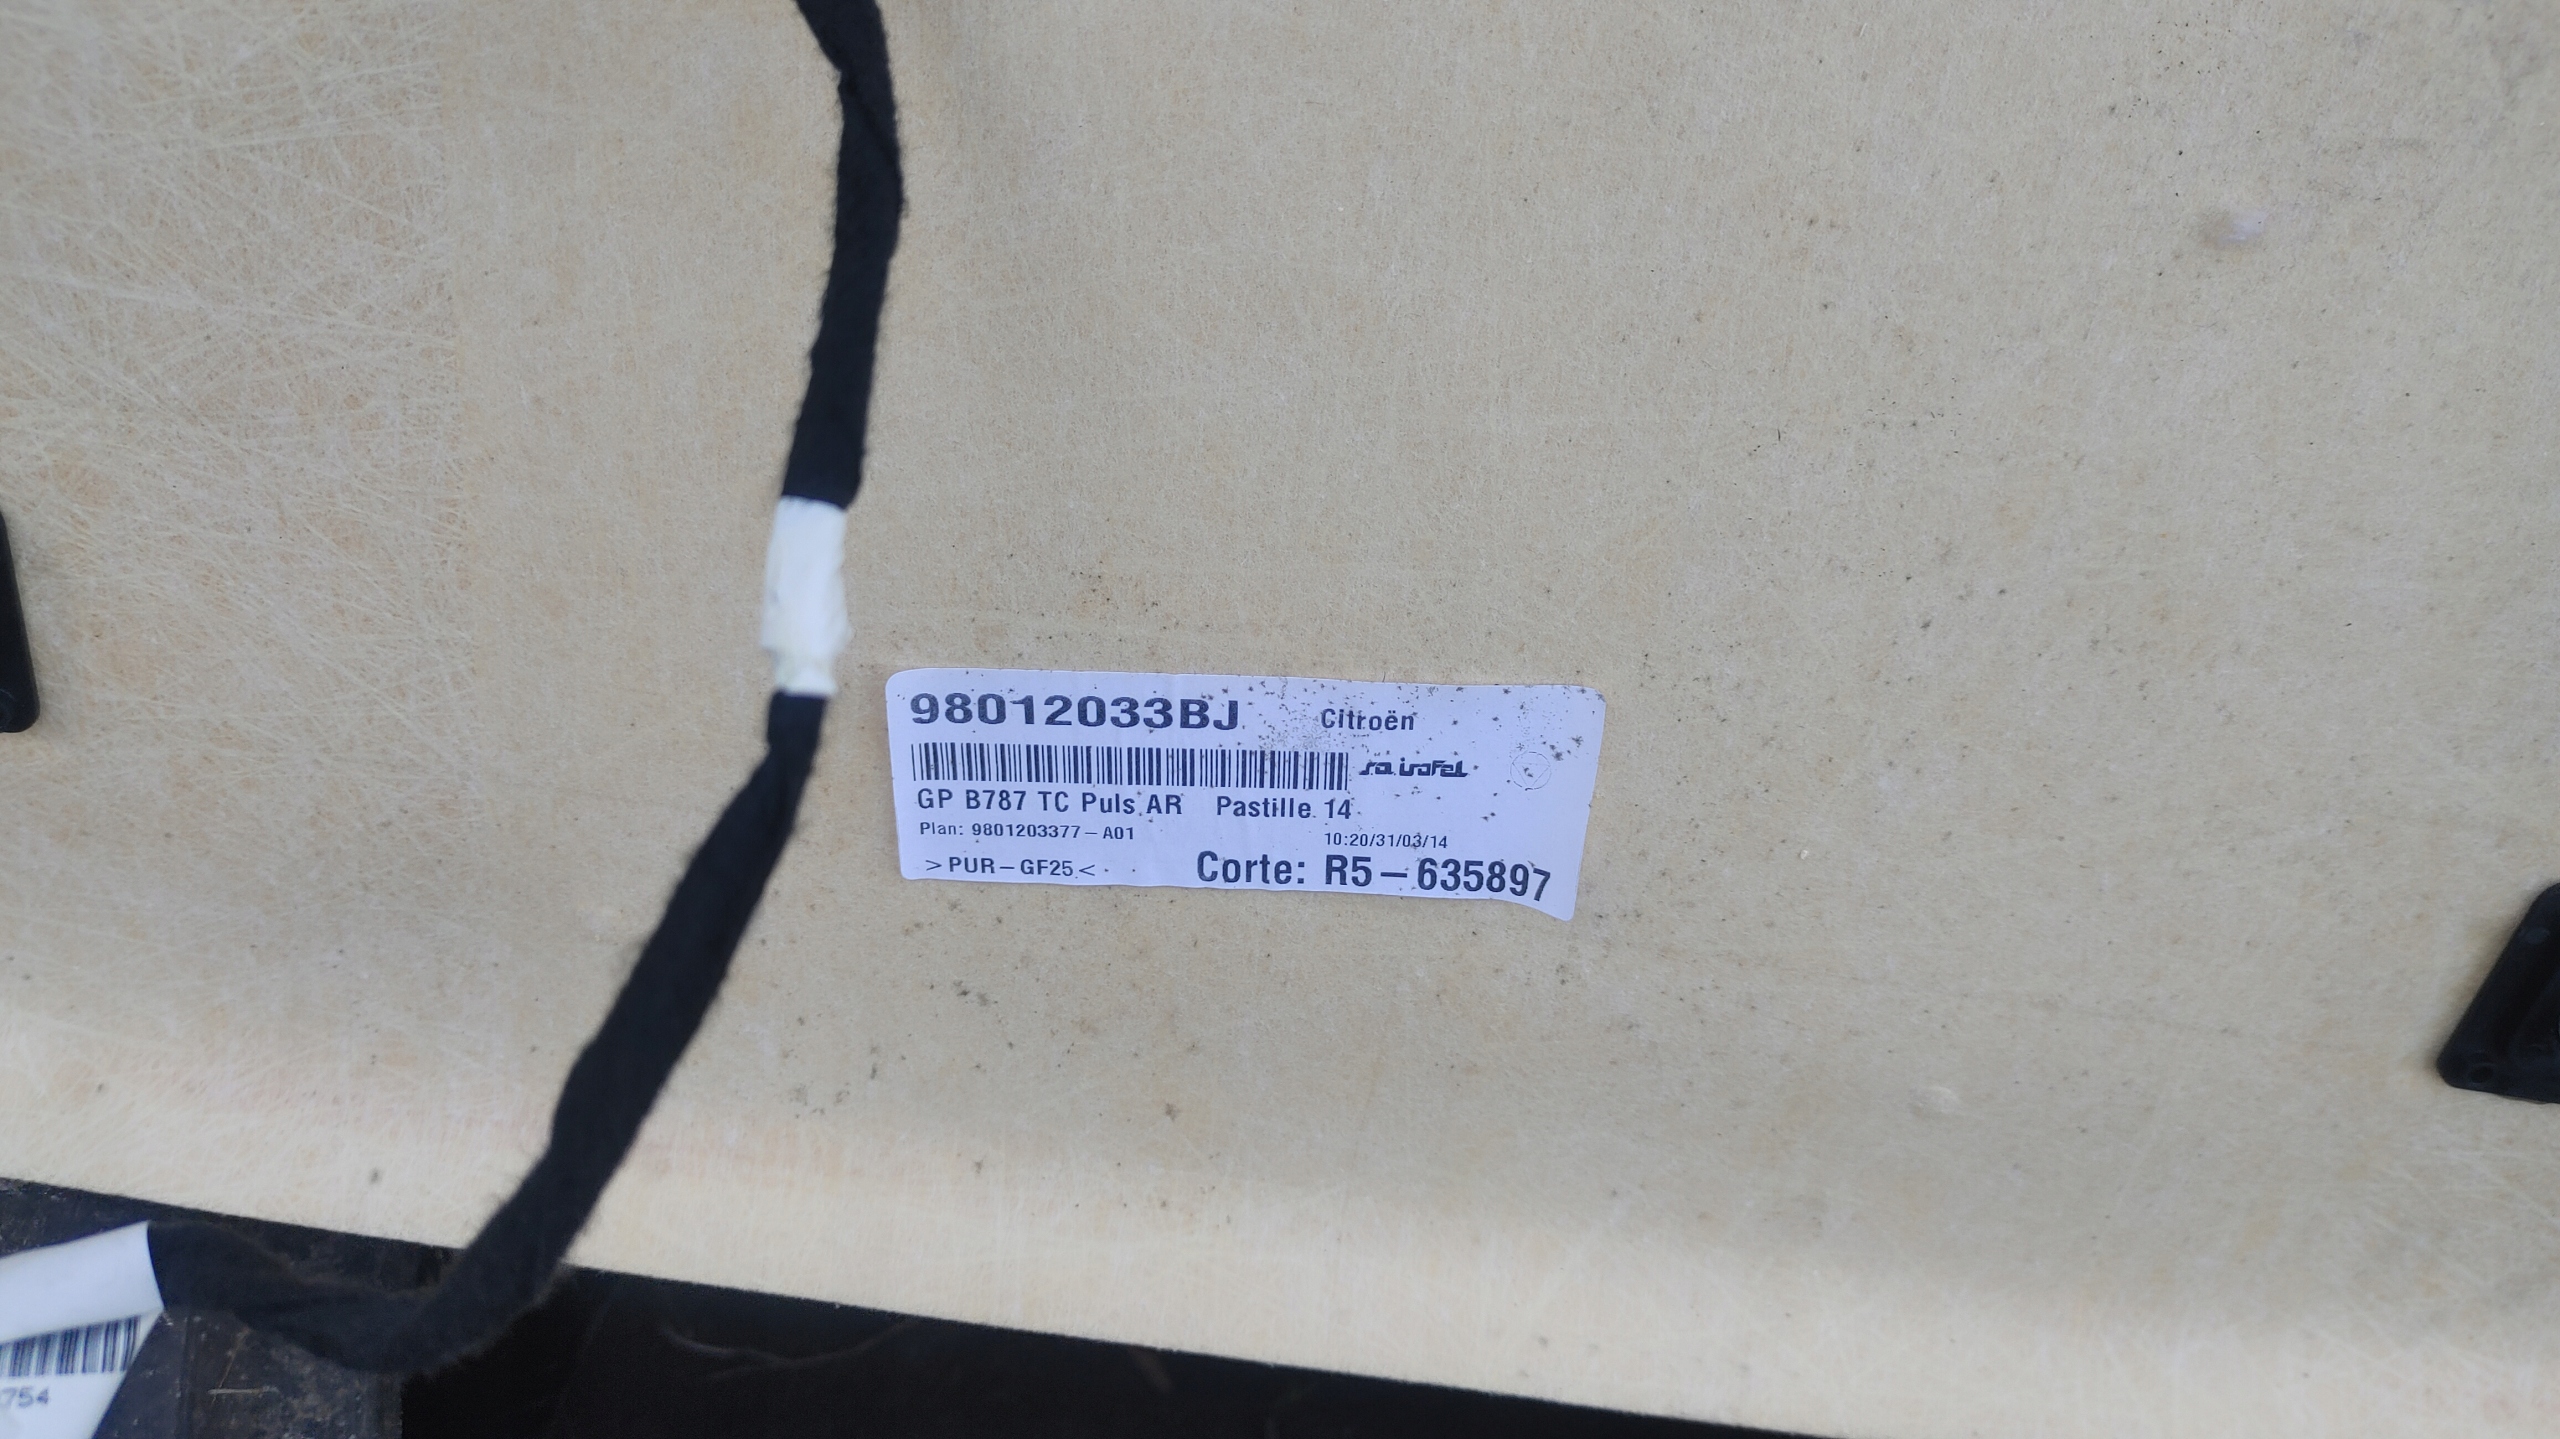 98012033BJ Citroën
GP B787 TC Puls AR Pastille 14
Plan: 9801203377-A01
10:20/31/03/14
>PUR-GF25<
Corte: R5-635897
754